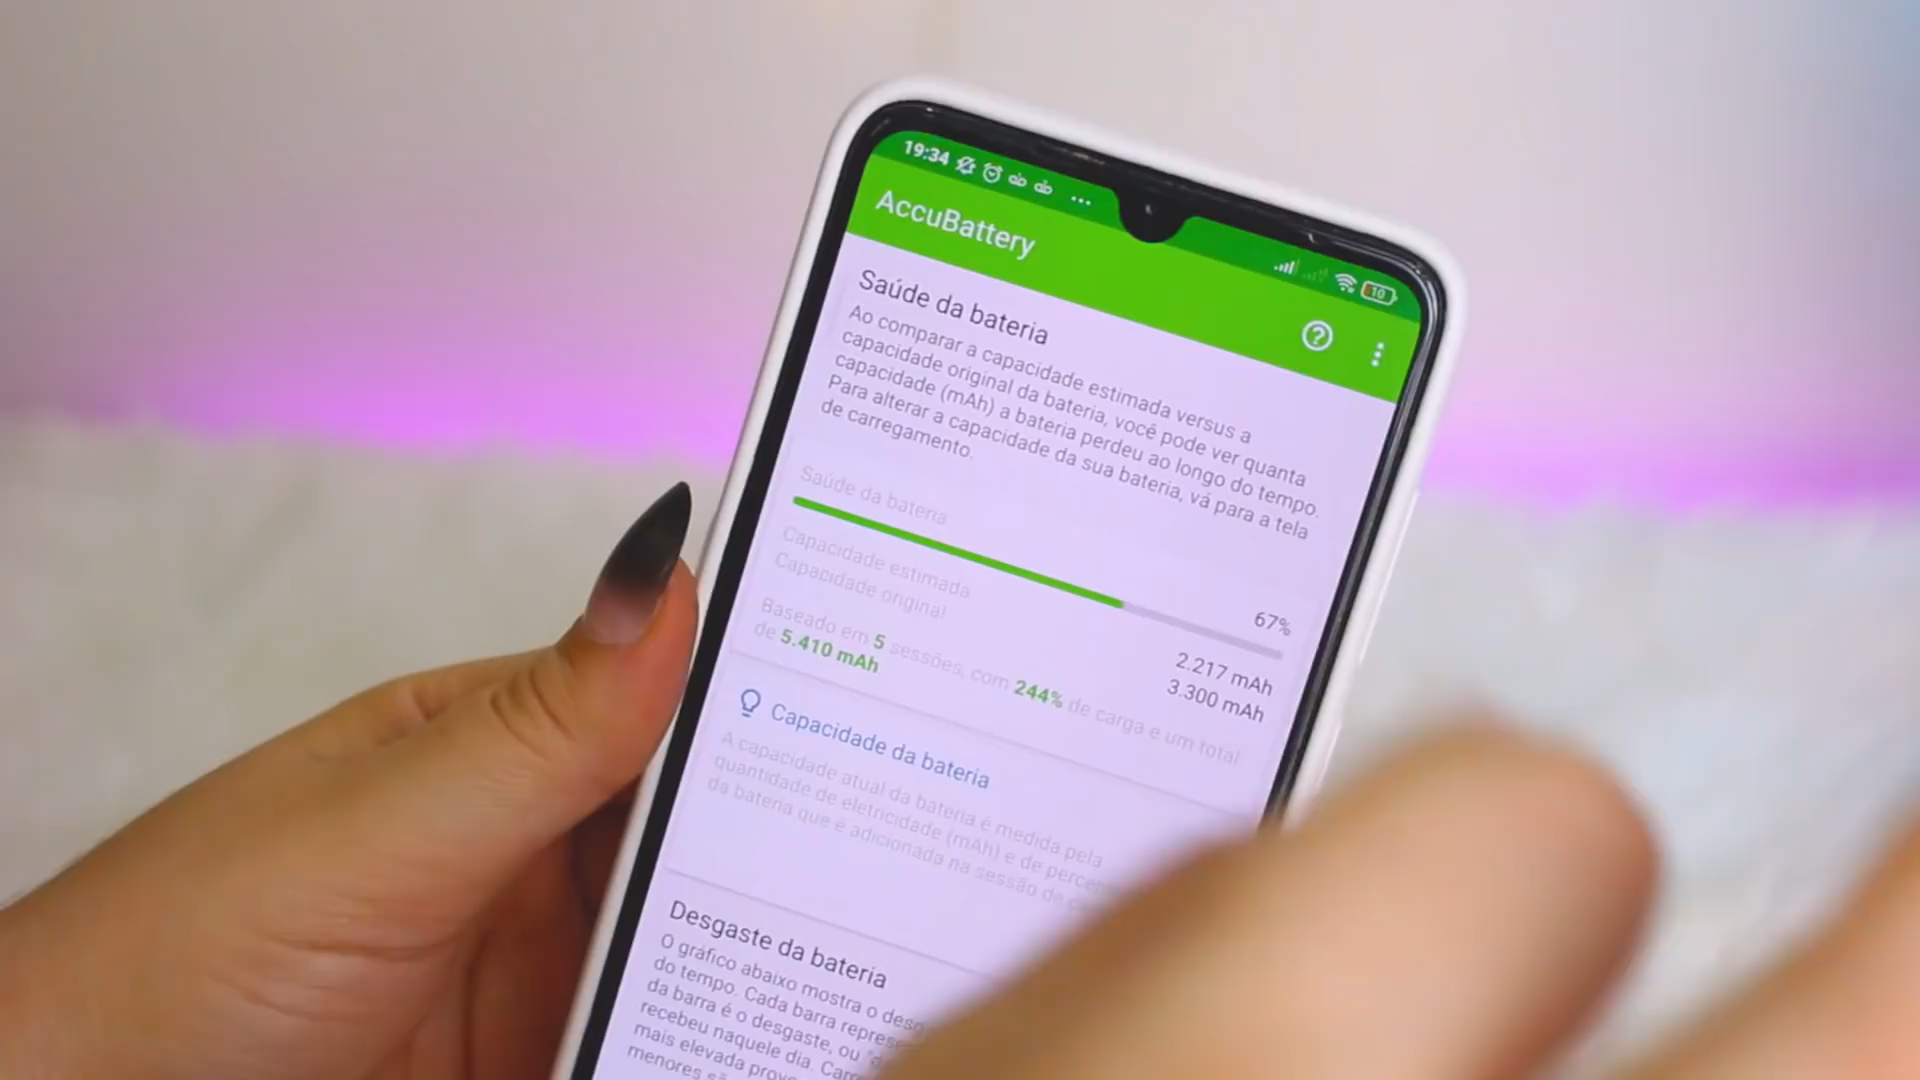 19:34
10
AccuBattery
Saúde da bateria
Ao comparar a capacidade estimada versus a
capacidade original da bateria, você pode ver quanta
capacidade (mAh) a bateria perdeu ao longo do tempo.
Para alterar a capacidade da sua bateria, vá para a tela
de carregamento.
Saúde da bateria
67%
Capacidade estimada 2.217 mAh
Capacidade original 3.300 mAh
Baseado em 5 sessões, com 244% de carga e um total
de 5.410 mAh
Capacidade da bateria
A capacidade atual da bateria é medida pela
quantidade de eletricidade (mAh) e de
da bateria que é adicionada na sessão de
Desgaste da bateria
O gráfico abaixo mostra o
do tempo. Cada barra
da barra é o desgaste, ou
recebeu naquele dia.
mais elevada
menores